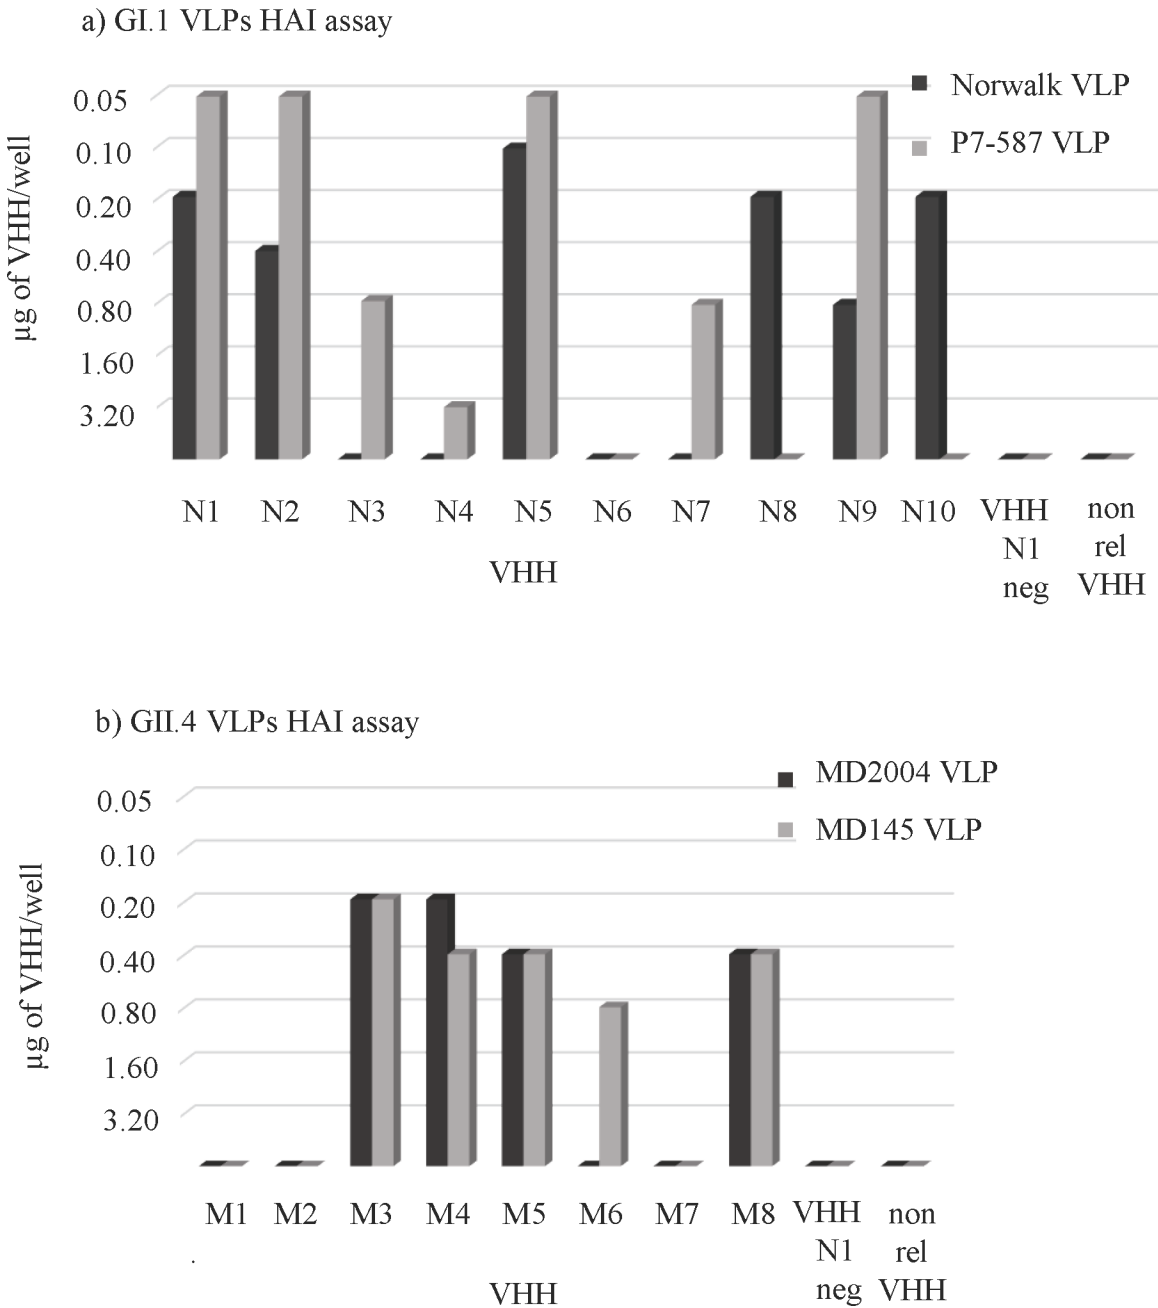 a) GI.1 VLPs HAI assay
Norwalk VLP
P7-587 VLP
µg of VHH/well
0.05
0.10
0.20
0.40
0.80
1.60
3.20
N1 N2 N3 N4 N5 N6 N7 N8 N9 N10 VHH N1 neg non rel VHH
VHH
b) GII.4 VLPs HAI assay
MD2004 VLP
MD145 VLP
µg of VHH/well
0.05
0.10
0.20
0.40
0.80
1.60
3.20
M1 M2 M3 M4 M5 M6 M7 M8 VHH N1 neg non rel VHH
VHH